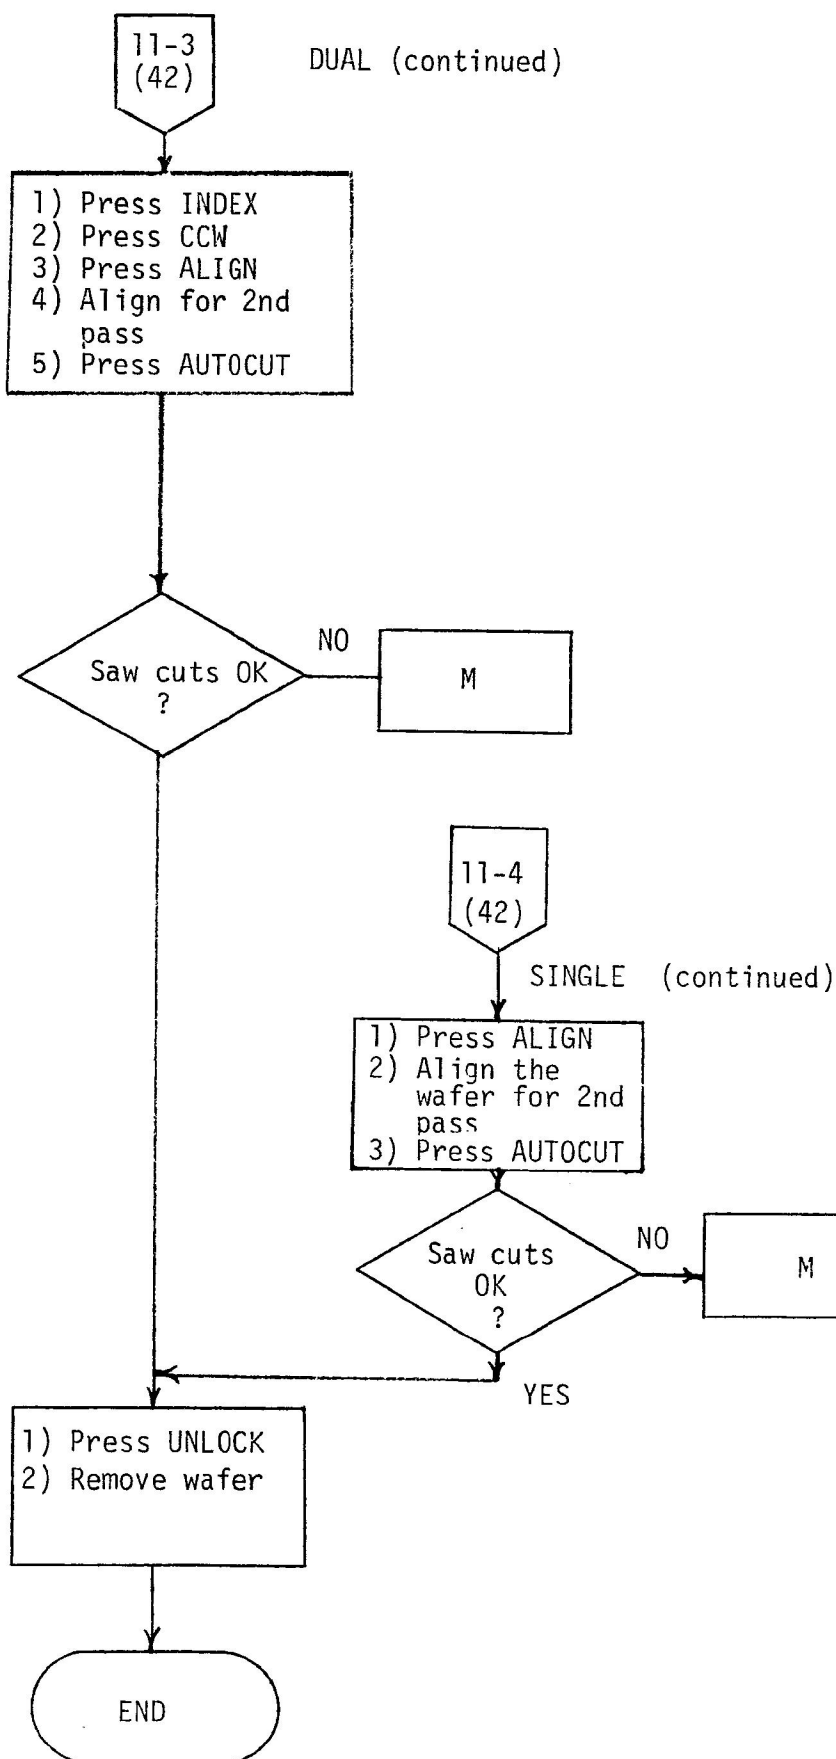 11-3
(42)
DUAL (continued)
1) Press INDEX
2) Press CCW
3) Press ALIGN
4) Align for 2nd
pass
5) Press AUTOCUT
Saw cuts OK
?
NO
M
11-4
(42)
SINGLE (continued)
1) Press ALIGN
2) Align the
wafer for 2nd
pass
3) Press AUTOCUT
Saw cuts
OK
?
NO
M
YES
1) Press UNLOCK
2) Remove wafer
END